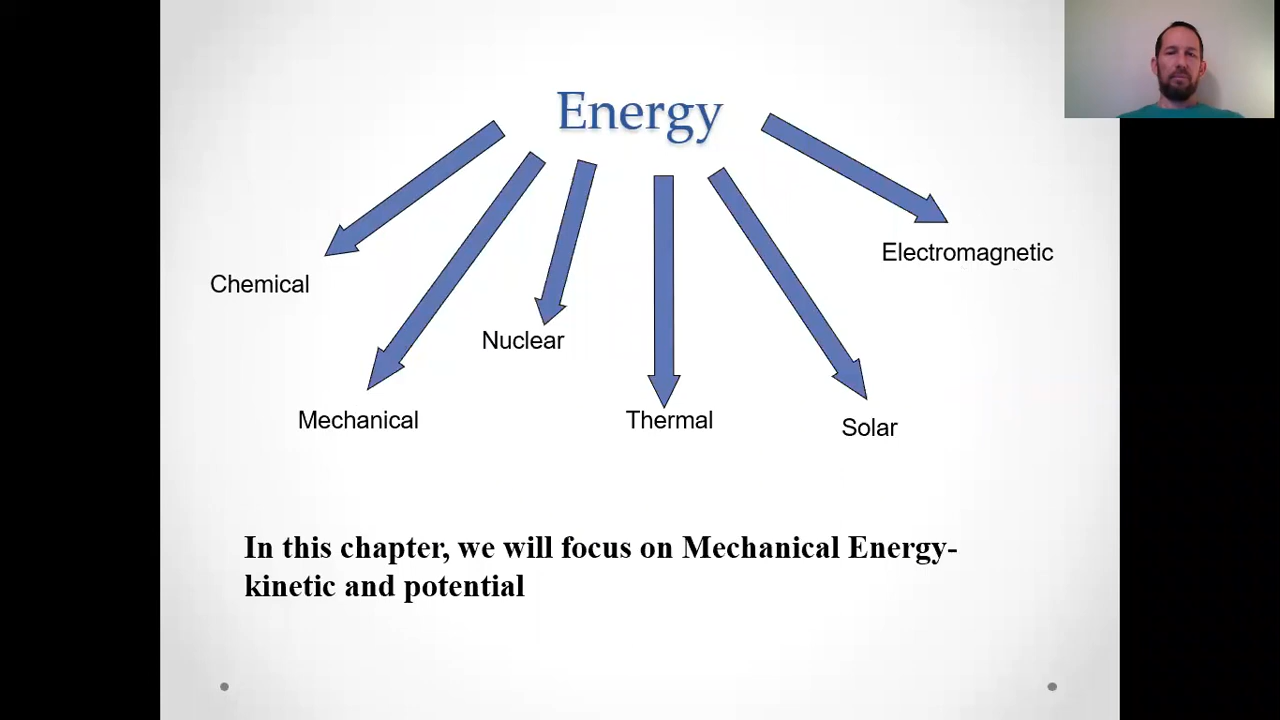 Energy
Electromagnetic
Chemical
Nuclear
Mechanical
Thermal
Solar
In this chapter, we will focus on Mechanical Energy-
kinetic and potential